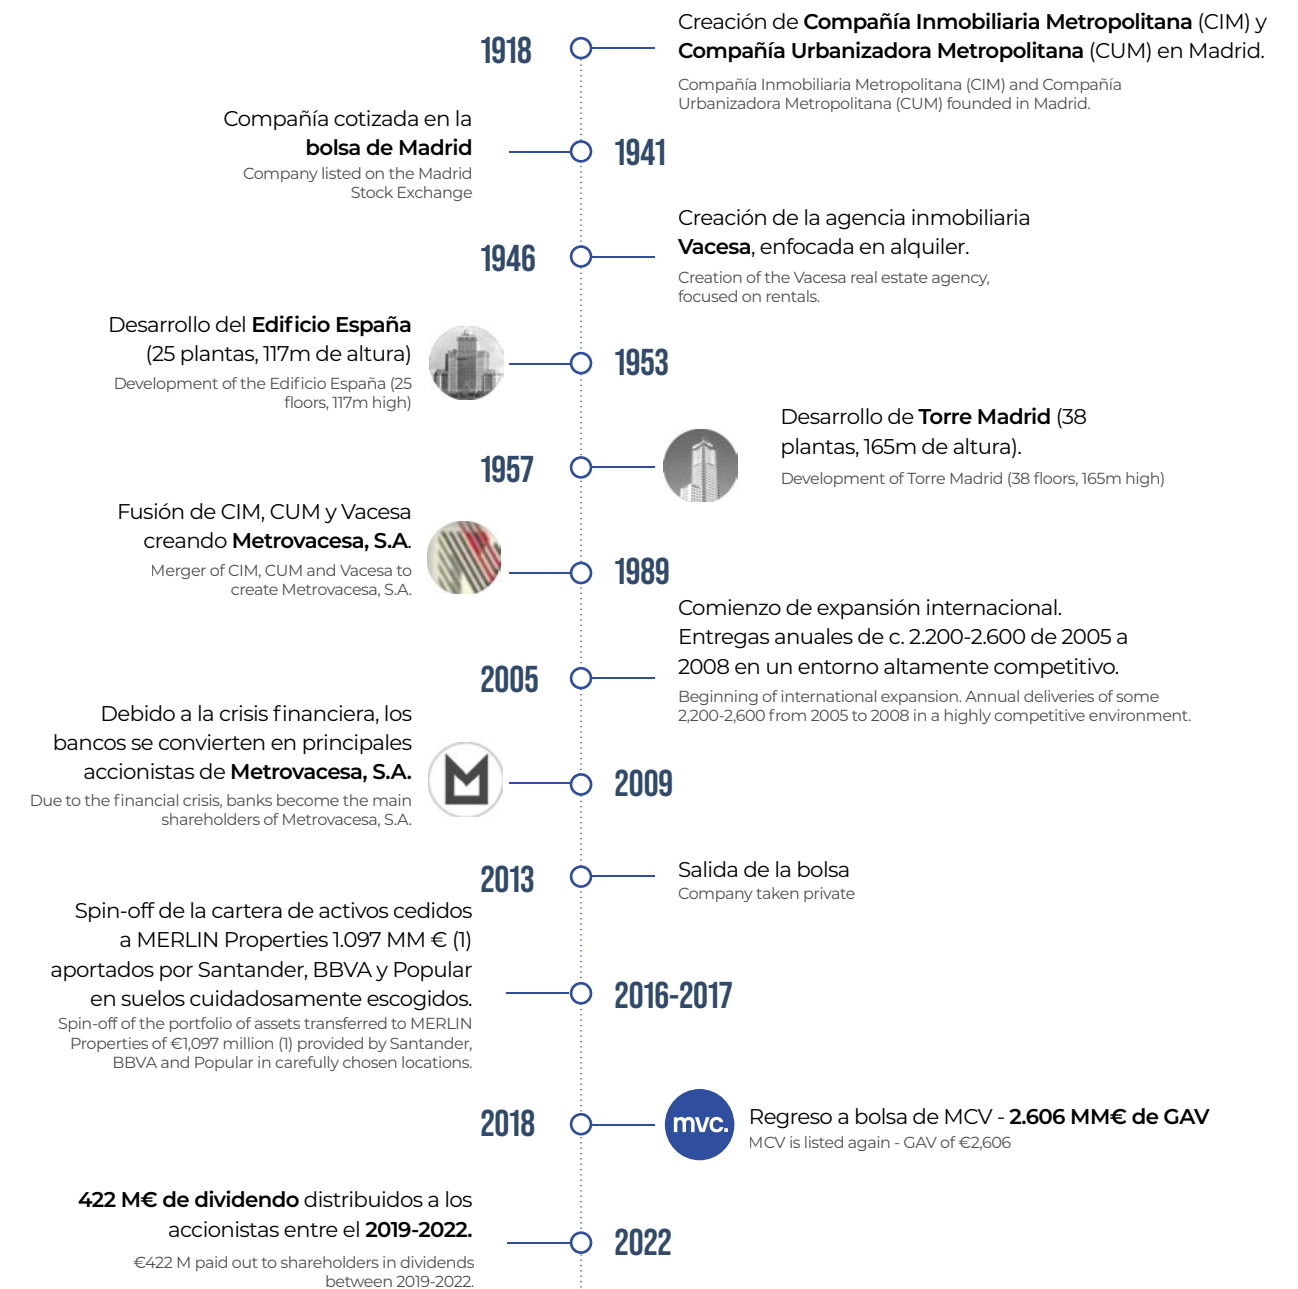 1918
Creación de Compañía Inmobiliaria Metropolitana (CIM) y
Compañía Urbanizadora Metropolitana (CUM) en Madrid.
Compañía Inmobiliaria Metropolitana (CIM) and Compañía
Urbanizadora Metropolitana (CUM) founded in Madrid.
Compañía cotizada en la
bolsa de Madrid
Company listed on the Madrid
Stock Exchange
1941
1946
Creación de la agencia inmobiliaria
Vacesa, enfocada en alquiler.
Creation of the Vacesa real estate agency,
focused on rentals.
Desarrollo del Edificio España
(25 plantas, 117m de altura)
Development of the Edificio España (25
floors, 117m high)
1953
1957
Desarrollo de Torre Madrid (38
plantas, 165m de altura).
Development of Torre Madrid (38 floors, 165m high)
Fusión de CIM, CUM y Vacesa
creando Metrovacesa, S.A.
Merger of CIM, CUM and Vacesa to
create Metrovacesa, S.A.
1989
2005
Comienzo de expansión internacional.
Entregas anuales de c. 2.200-2.600 de 2005 a
2008 en un entorno altamente competitivo.
Beginning of international expansion. Annual deliveries of some
2,200-2,600 from 2005 to 2008 in a highly competitive environment.
Debido a la crisis financiera, los
bancos se convierten en principales
accionistas de Metrovacesa, S.A.
Due to the financial crisis, banks become the main
shareholders of Metrovacesa, S.A.
2009
2013
Salida de la bolsa
Company taken private
Spin-off de la cartera de activos cedidos
a MERLIN Properties 1.097 MM € (1)
aportados por Santander, BBVA y Popular
en suelos cuidadosamente escogidos.
Spin-off of the portfolio of assets transferred to MERLIN
Properties of €1,097 million (1) provided by Santander,
BBVA and Popular in carefully chosen locations.
2016-2017
2018
mvc.
Regreso a bolsa de MCV - 2.606 MM€ de GAV
MCV is listed again - GAV of €2,606
422 M€ de dividendo distribuidos a los
accionistas entre el 2019-2022.
€422 M paid out to shareholders in dividends
between 2019-2022.
2022